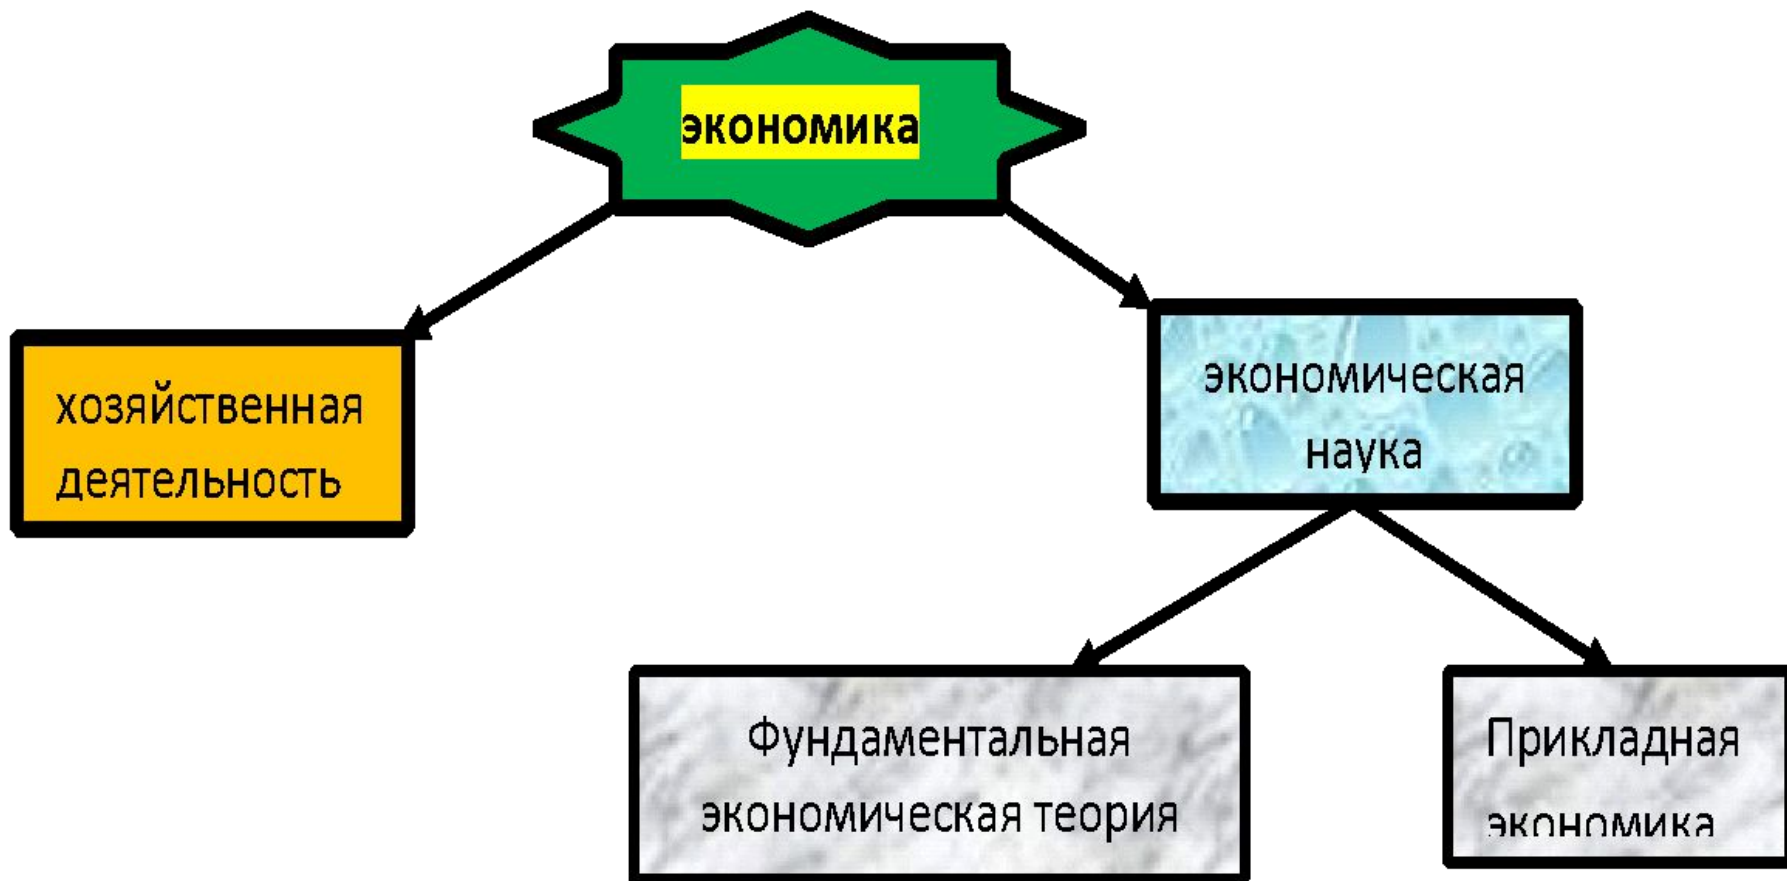 экономика
хозяйственная
деятельность
экономическая
наука
Фундаментальная
экономическая теория
Прикладная
экономика